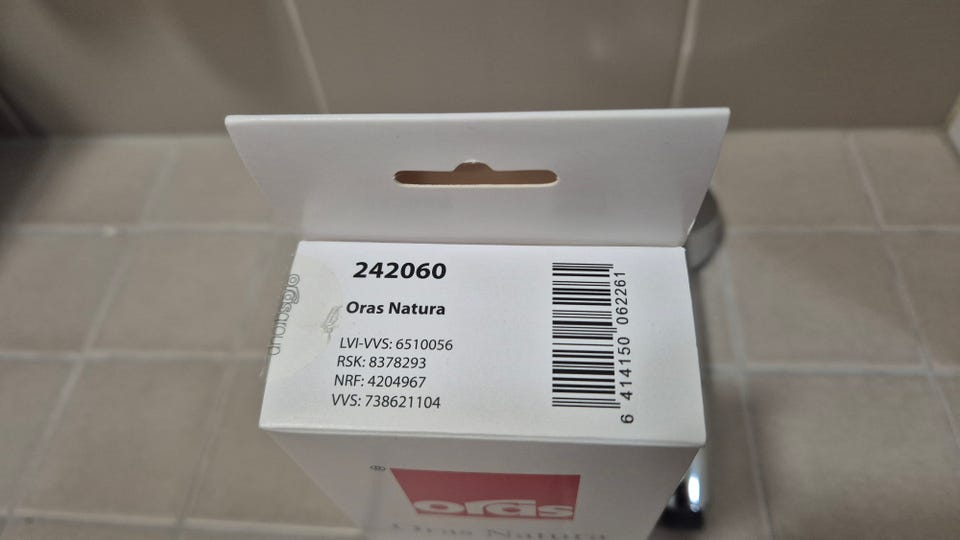 242060
Oras Natura
LVI-VVS: 6510056
RSK: 8378293
NRF: 4204967
VVS: 738621104
6 414150 062261
®
oras
Oras Natura